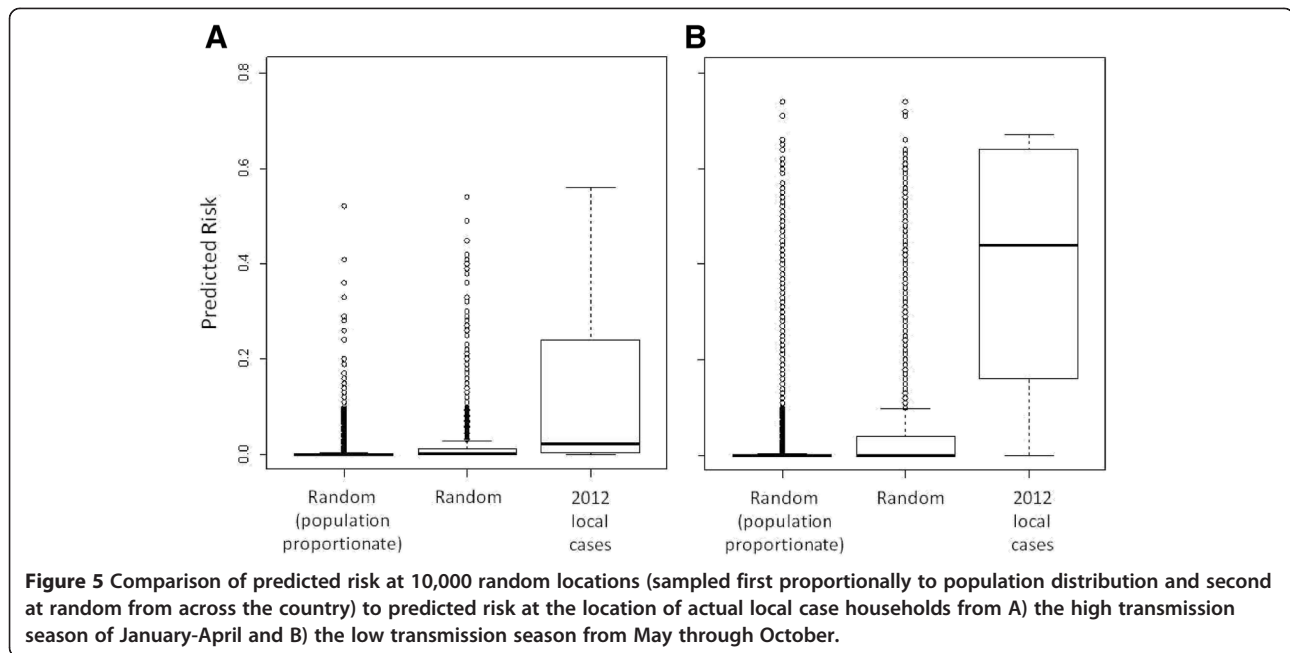 A
B
0.8
0.6
0.4
0.2
0.0
Predicted Risk
Random
(population
proportionate)
Random
2012
local
cases
Random
(population
proportionate)
Random
2012
local
cases
Figure 5 Comparison of predicted risk at 10,000 random locations (sampled first proportionally to population distribution and second
at random from across the country) to predicted risk at the location of actual local case households from A) the high transmission
season of January-April and B) the low transmission season from May through October.